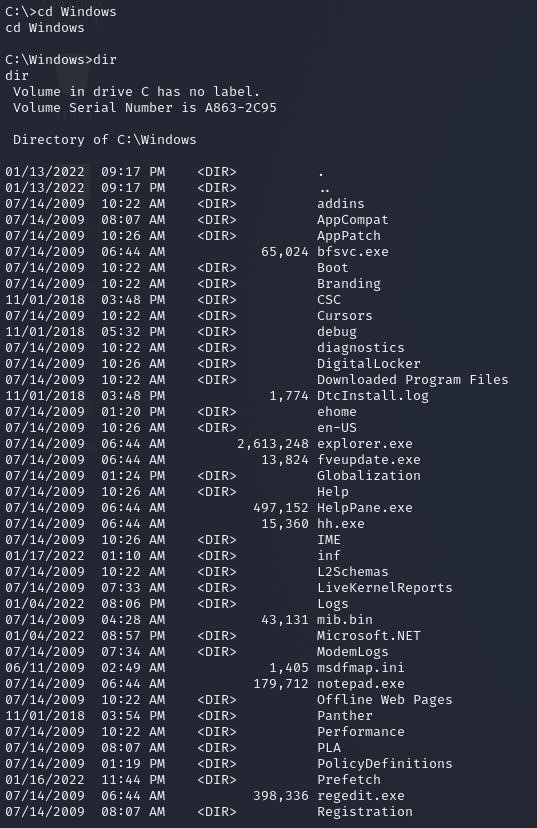 C:\>cd Windows
cd Windows

C:\Windows>dir
dir
 Volume in drive C has no label.
 Volume Serial Number is A863-2C95

 Directory of C:\Windows

01/13/2022  09:17 PM    <DIR>          .
01/13/2022  09:17 PM    <DIR>          ..
07/14/2009  10:22 AM    <DIR>          addins
07/14/2009  08:07 AM    <DIR>          AppCompat
07/14/2009  10:26 AM    <DIR>          AppPatch
07/14/2009  06:44 AM            65,024 bfsvc.exe
07/14/2009  10:22 AM    <DIR>          Boot
07/14/2009  10:22 AM    <DIR>          Branding
11/01/2018  03:48 PM    <DIR>          CSC
07/14/2009  10:22 AM    <DIR>          Cursors
11/01/2018  05:32 PM    <DIR>          debug
07/14/2009  10:22 AM    <DIR>          diagnostics
07/14/2009  10:26 AM    <DIR>          DigitalLocker
07/14/2009  10:22 AM    <DIR>          Downloaded Program Files
11/01/2018  03:48 PM             1,774 DtcInstall.log
07/14/2009  01:20 PM    <DIR>          ehome
07/14/2009  10:26 AM    <DIR>          en-US
07/14/2009  06:44 AM         2,613,248 explorer.exe
07/14/2009  06:44 AM            13,824 fveupdate.exe
07/14/2009  01:24 PM    <DIR>          Globalization
07/14/2009  10:26 AM    <DIR>          Help
07/14/2009  06:44 AM           497,152 HelpPane.exe
07/14/2009  06:44 AM            15,360 hh.exe
07/14/2009  10:26 AM    <DIR>          IME
01/17/2022  01:10 AM    <DIR>          inf
07/14/2009  10:22 AM    <DIR>          L2Schemas
07/14/2009  07:33 AM    <DIR>          LiveKernelReports
01/04/2022  08:06 PM    <DIR>          Logs
07/14/2009  04:28 AM            43,131 mib.bin
01/04/2022  08:57 PM    <DIR>          Microsoft.NET
07/14/2009  07:34 AM    <DIR>          ModemLogs
06/11/2009  02:49 AM             1,405 msdfmap.ini
07/14/2009  06:44 AM           179,712 notepad.exe
07/14/2009  10:22 AM    <DIR>          Offline Web Pages
11/01/2018  03:54 PM    <DIR>          Panther
07/14/2009  10:22 AM    <DIR>          Performance
07/14/2009  08:07 AM    <DIR>          PLA
07/14/2009  01:19 PM    <DIR>          PolicyDefinitions
01/16/2022  11:44 PM    <DIR>          Prefetch
07/14/2009  06:44 AM           398,336 regedit.exe
07/14/2009  08:07 AM    <DIR>          Registration